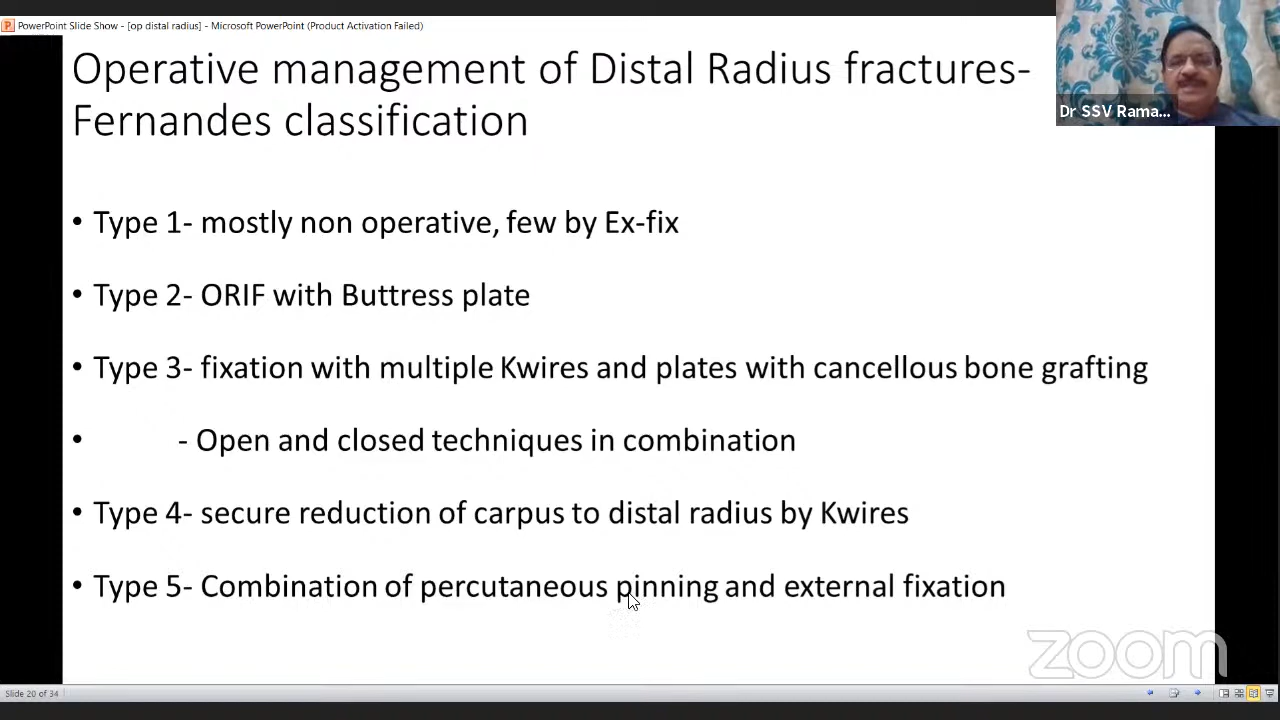 PowerPoint Slide Show - [op distal radius] - Microsoft PowerPoint (Product Activation Failed)
Operative management of Distal Radius fractures-
Fernandes classification
Dr SSV Rama...
• Type 1- mostly non operative, few by Ex-fix
• Type 2- ORIF with Buttress plate
• Type 3- fixation with multiple Kwires and plates with cancellous bone grafting
• - Open and closed techniques in combination
• Type 4- secure reduction of carpus to distal radius by Kwires
• Type 5- Combination of percutaneous pinning and external fixation
zoom
Slide 20 of 34